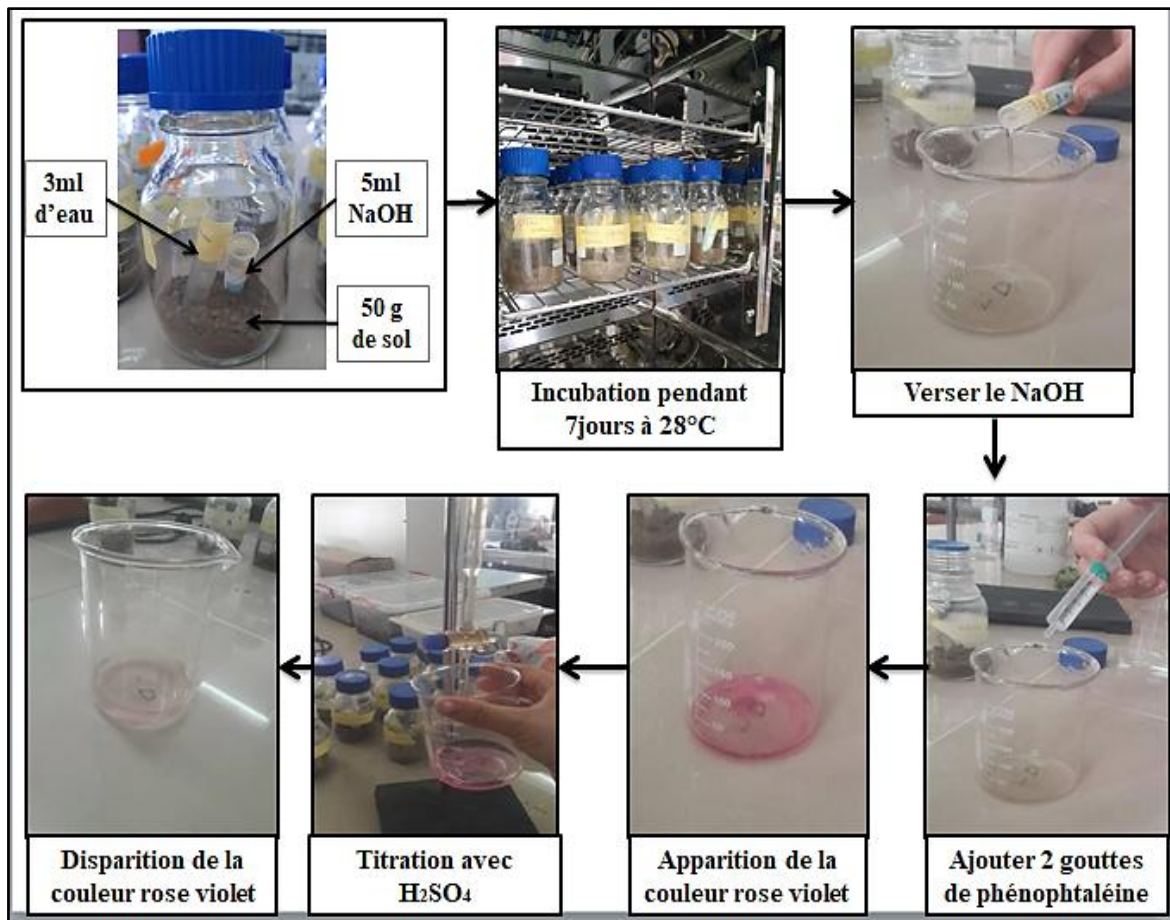 3ml
d’eau
5ml
NaOH
50 g
de sol
Incubation pendant
7jours à 28°C
Verser le NaOH
Ajouter 2 gouttes
de phénophtaléine
Apparition de la
couleur rose violet
Titration avec
H₂SO₄
Disparition de la
couleur rose violet